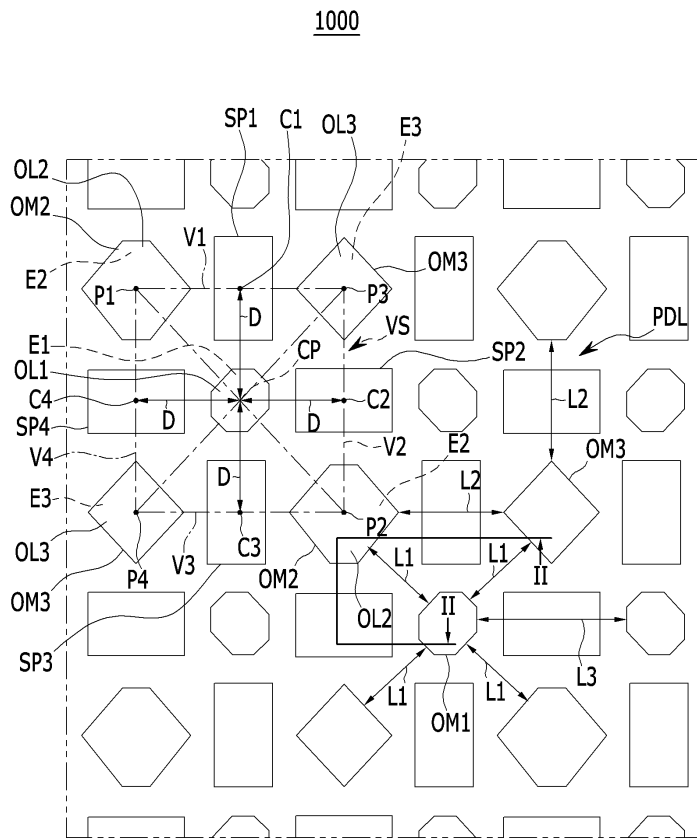 1000
SP1 C1 OL3 E3
OL2
OM2 V1 OM3
E2 P1 P3
D VS PDL
E1 CP SP2
OL1
C4 D D C2 L2
SP4
V4 D V2 E2 OM3
E3 L2
OL3 P2
OM3 P4 V3 C3 OM2 L1 L1 II
OL2 II
SP3 L3
L1 OM1 L1